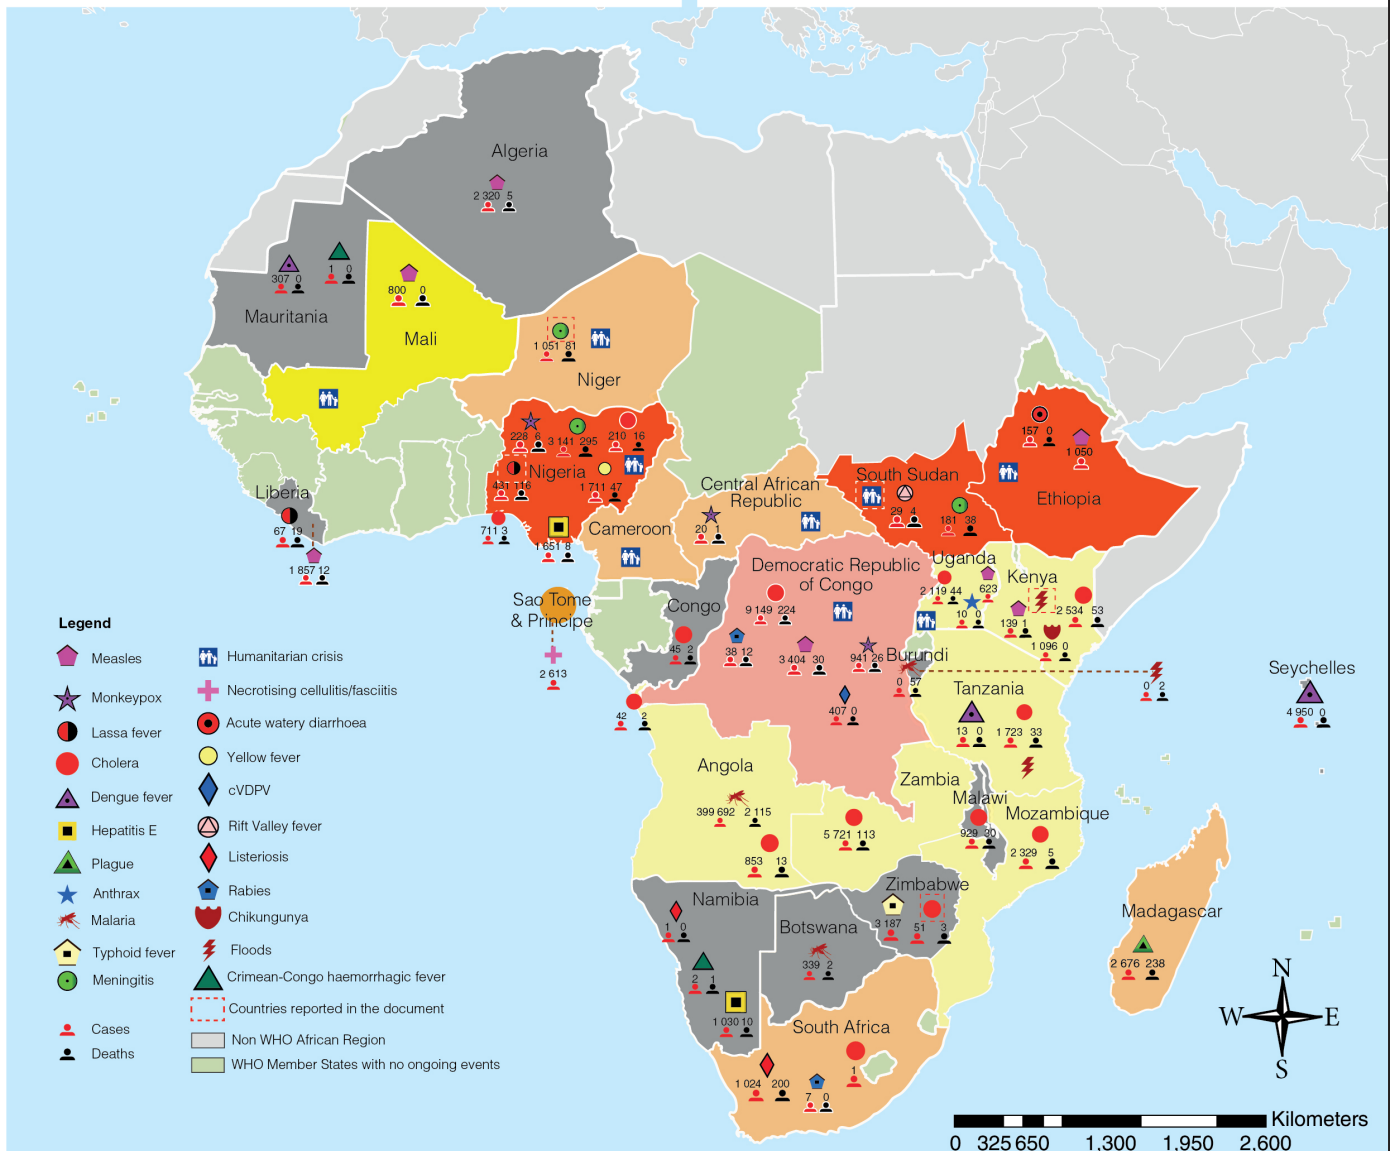 Algeria
2 320 5
307 0
1 0
Mauritania
800 0
Mali
1 051 81
Niger
228 6
3 141 295
210 16
Nigeria
431 116
1 711 47
711 3
1 651 8
Liberia
67 19
1 857 12
Cameroon
Central African
Republic
20 1
South Sudan
29 4
181 38
157 0
1 050
Ethiopia
Democratic Republic
of Congo
9 149 224
38 12
3 404 30
941 26
407 0
Uganda
2 119 44
623
10 0
Kenya
139 1
2 534 53
1 096 0
Congo
45 2
42 2
Sao Tome
& Principe
2 613
Burundi
0 57
0 2
Tanzania
13 0
1 723 33
Seychelles
4 950 0
Angola
399 692 2 115
853 13
Zambia
5 721 113
Malawi
929 30
Mozambique
2 329 5
Namibia
1 0
2 1
1 030 10
Botswana
339 2
Zimbabwe
3 187
51 3
Madagascar
2 676 238
South Africa
1 024 200
7 0
1
Legend
Measles
Monkeypox
Lassa fever
Cholera
Dengue fever
Hepatitis E
Plague
Anthrax
Malaria
Typhoid fever
Meningitis
Cases
Deaths
Humanitarian crisis
Necrotising cellulitis/fasciitis
Acute watery diarrhoea
Yellow fever
cVDPV
Rift Valley fever
Listeriosis
Rabies
Chikungunya
Floods
Crimean-Congo haemorrhagic fever
Countries reported in the document
Non WHO African Region
WHO Member States with no ongoing events
N
W E
S
Kilometers
0 325 650 1,300 1,950 2,600